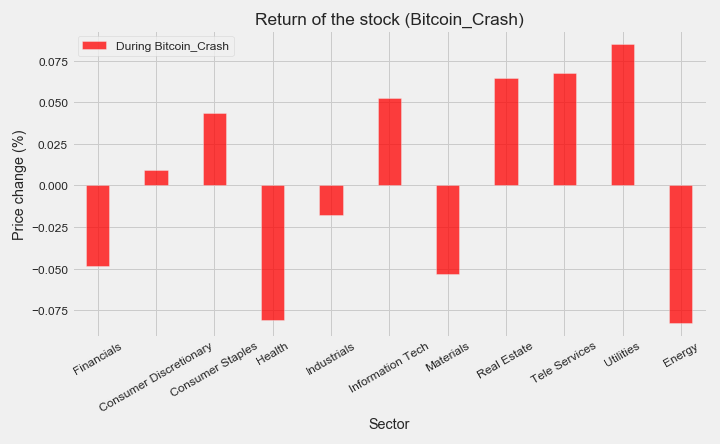 Return of the stock (Bitcoin_Crash)
During Bitcoin_Crash
Price change (%)
0.075
0.050
0.025
0.000
−0.025
−0.050
−0.075
Financials
Consumer Discretionary
Consumer Staples
Health
Industrials
Information Tech
Materials
Real Estate
Tele Services
Utilities
Energy
Sector